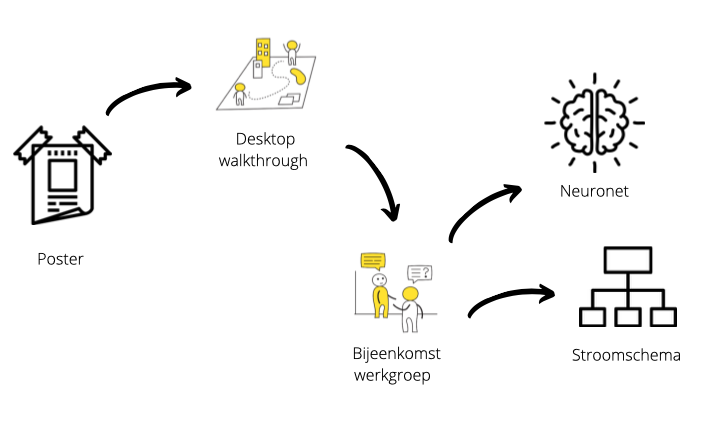 Poster
Desktop
walkthrough
Bijeenkomst
werkgroep
Neuronet
Stroomschema